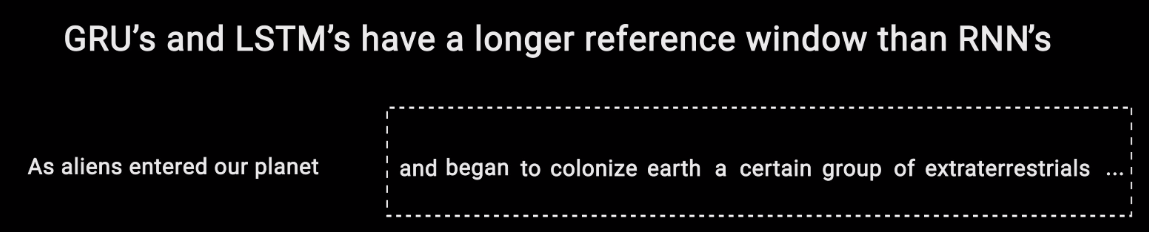 GRU’s and LSTM’s have a longer reference window than RNN’s
As aliens entered our planet and began to colonize earth a certain group of extraterrestrials ...